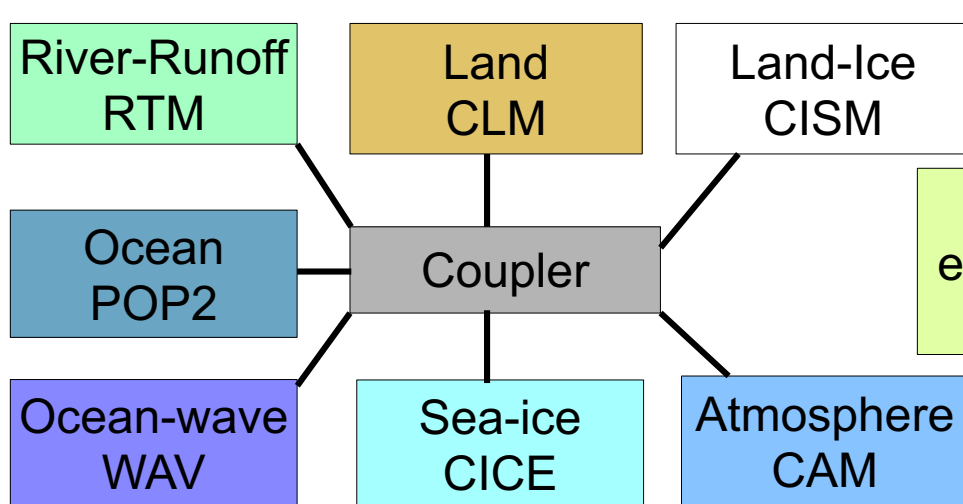 River-Runoff
RTM
Land
CLM
Land-Ice
CISM
Ocean
POP2
Coupler
Ocean-wave
WAV
Sea-ice
CICE
Atmosphere
CAM